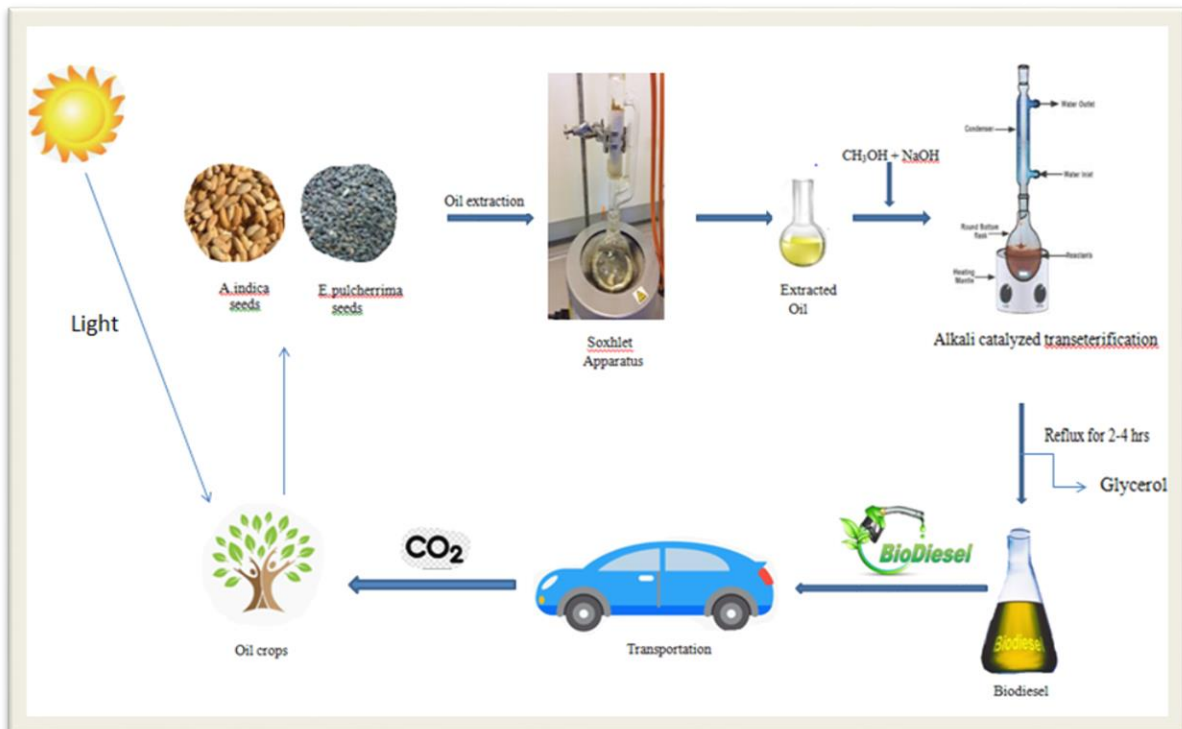 Light
A.indica
seeds
E.pulcherrima
seeds
Oil extraction
Soxhlet
Apparatus
Extracted
Oil
CH3OH + NaOH
Water Outlet
Condenser
Water Inlet
Round Bottom
flask
Reactants
Heating
Mantle
Alkali catalyzed transeterification
Reflux for 2-4 hrs
Glycerol
Biodiesel
Biodiesel
BioDiesel
Transportation
CO2
Oil crops